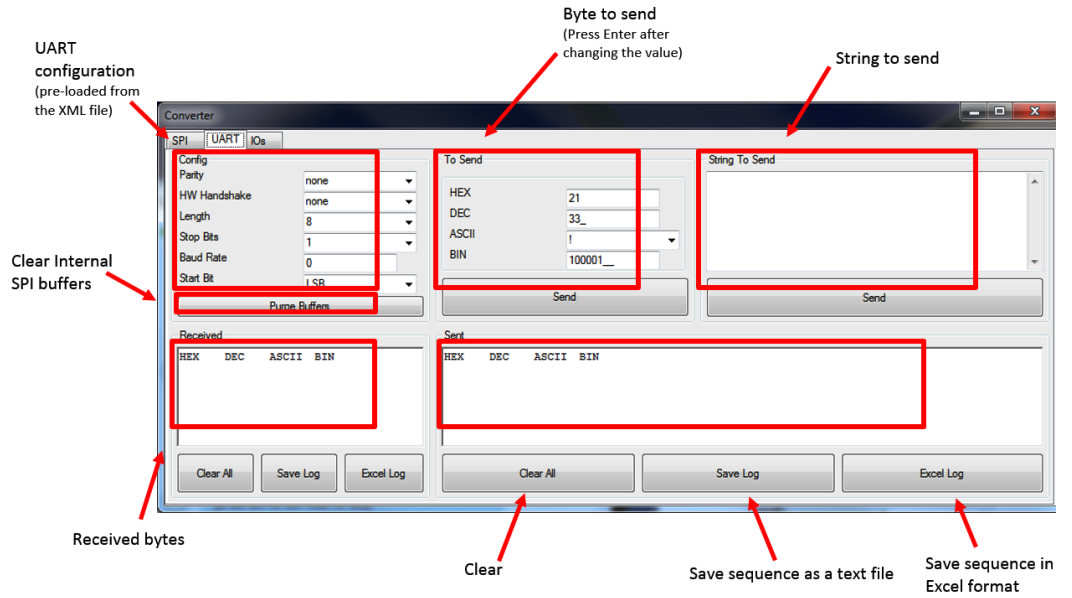 Byte to send
(Press Enter after
changing the value)
UART
configuration
(pre-loaded from
the XML file)
String to send
Converter
SPI UART IOs
Config
Parity none
HW Handshake none
Length 8
Stop Bits 1
Baud Rate 0
Start Bit LSB
Purge Buffers
To Send
HEX 21
DEC 33_
ASCII !
BIN 100001__
Send
String To Send
Send
Clear Internal
SPI buffers
Received
HEX DEC ASCII BIN
Clear All Save Log Excel Log
Sent
HEX DEC ASCII BIN
Clear All Save Log Excel Log
Received bytes
Clear
Save sequence as a text file
Save sequence in
Excel format